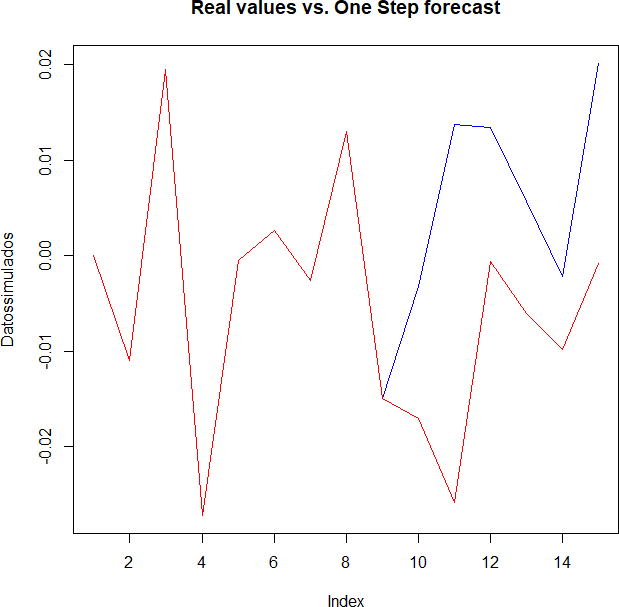 Real values vs. One Step forecast
Datossimulados
0.02
0.01
0.00
-0.01
-0.02
2 4 6 8 10 12 14
Index